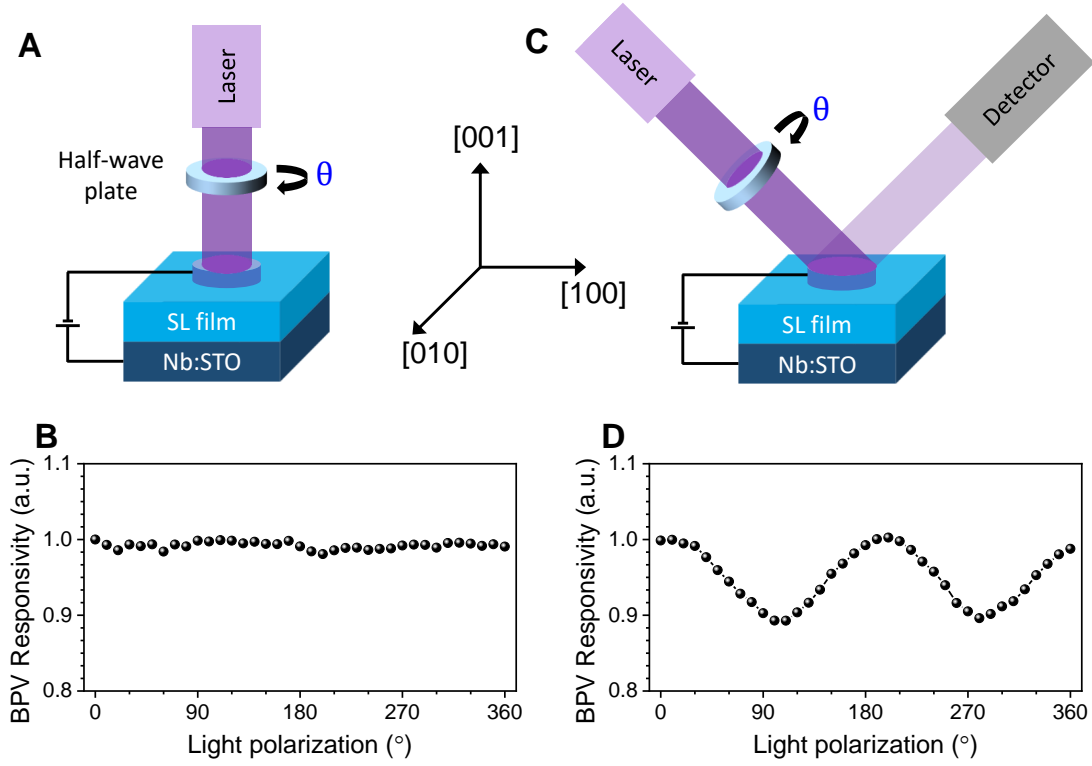 A
Laser
Half-wave
plate
θ
SL film
Nb:STO
[001]
[100]
[010]
C
Laser
θ
Detector
SL film
Nb:STO
B
BPV Responsivity (a.u.)
1.1
1.0
0.9
0.8
0 90 180 270 360
Light polarization (°)
D
BPV Responsivity (a.u.)
1.1
1.0
0.9
0.8
0 90 180 270 360
Light polarization (°)